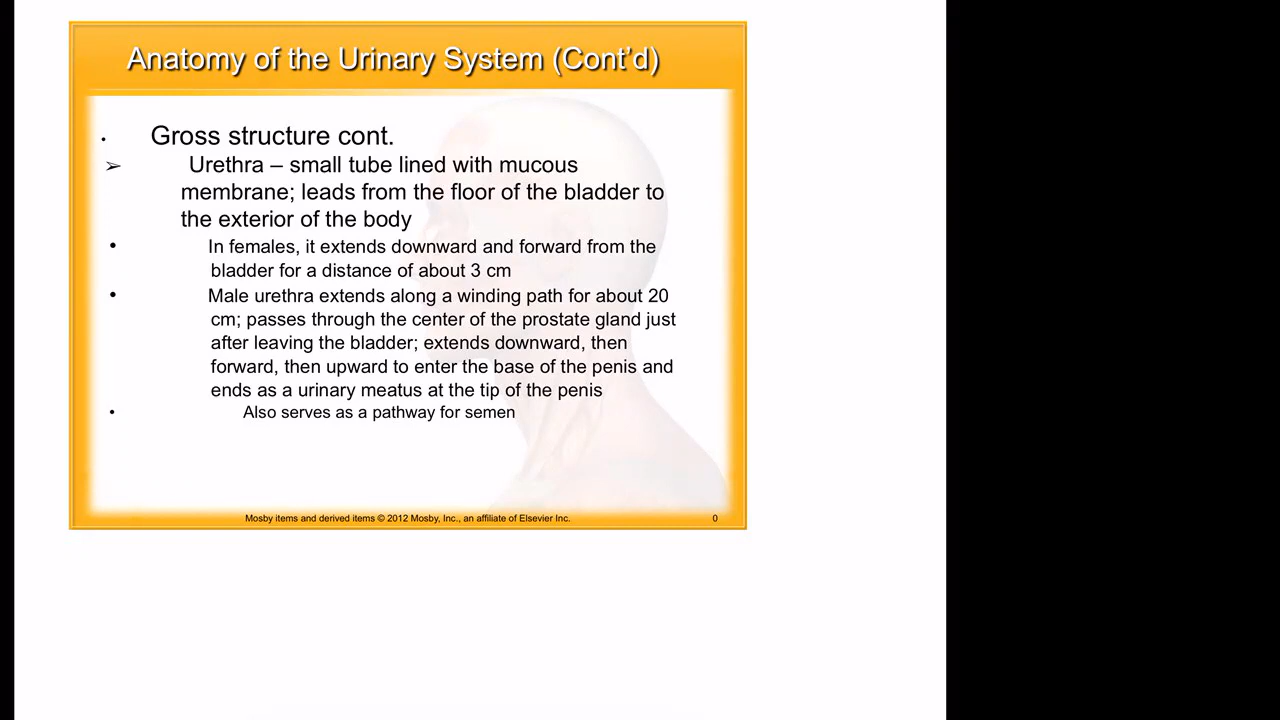 Anatomy of the Urinary System (Cont’d)
• Gross structure cont.
➢ Urethra – small tube lined with mucous
membrane; leads from the floor of the bladder to
the exterior of the body
• In females, it extends downward and forward from the
bladder for a distance of about 3 cm
• Male urethra extends along a winding path for about 20
cm; passes through the center of the prostate gland just
after leaving the bladder; extends downward, then
forward, then upward to enter the base of the penis and
ends as a urinary meatus at the tip of the penis
• Also serves as a pathway for semen
Mosby items and derived items © 2012 Mosby, Inc., an affiliate of Elsevier Inc. 0